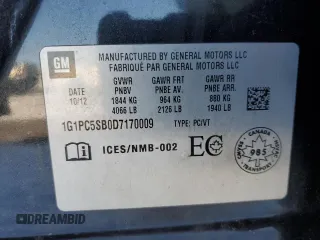 GM
MANUFACTURED BY GENERAL MOTORS LLC
FABRIQUÉ PAR GENERAL MOTORS LLC
DATE GVWR GAWR FRT GAWR RR
10/12 PNBV PNBE AV. PNBE ARR.
1844 KG 964 KG 880 KG
4066 LB 2126 LB 1940 LB
1G1PC5SB0D7170009 TYPE: PC/VT
ICES/NMB-002 EC
CANADA
985
DREAMBID